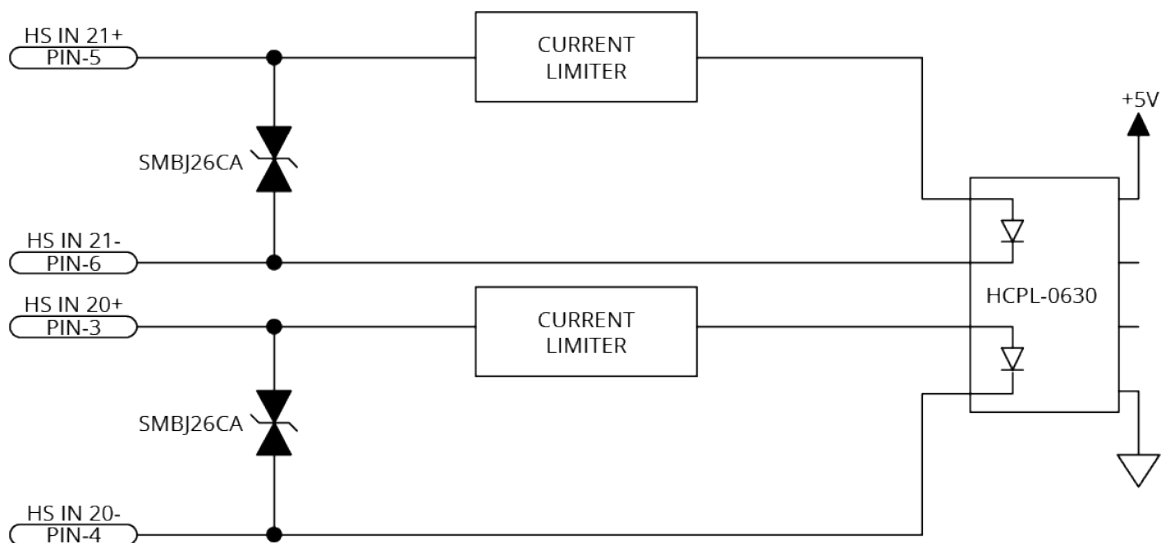 HS IN 21+
PIN-5
CURRENT
LIMITER
+5V
SMBJ26CA
HS IN 21-
PIN-6
HCPL-0630
HS IN 20+
PIN-3
CURRENT
LIMITER
SMBJ26CA
HS IN 20-
PIN-4